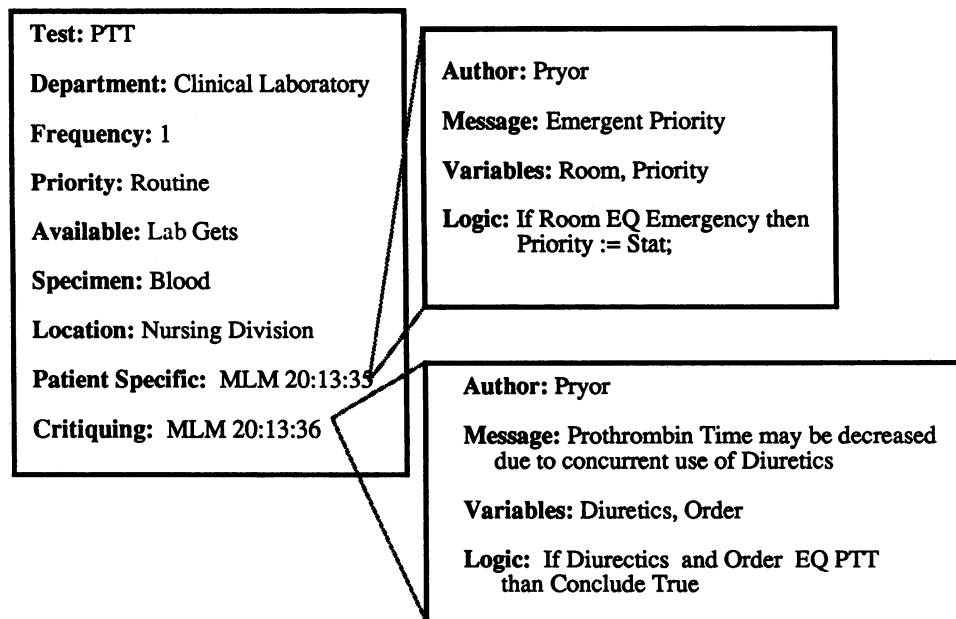 Test: PTT
Department: Clinical Laboratory
Frequency: 1
Priority: Routine
Available: Lab Gets
Specimen: Blood
Location: Nursing Division
Patient Specific: MLM 20:13:35
Critiquing: MLM 20:13:36
Author: Pryor
Message: Emergent Priority
Variables: Room, Priority
Logic: If Room EQ Emergency then
Priority := Stat;
Author: Pryor
Message: Prothrombin Time may be decreased
due to concurrent use of Diuretics
Variables: Diuretics, Order
Logic: If Diurectics and Order EQ PTT
than Conclude True